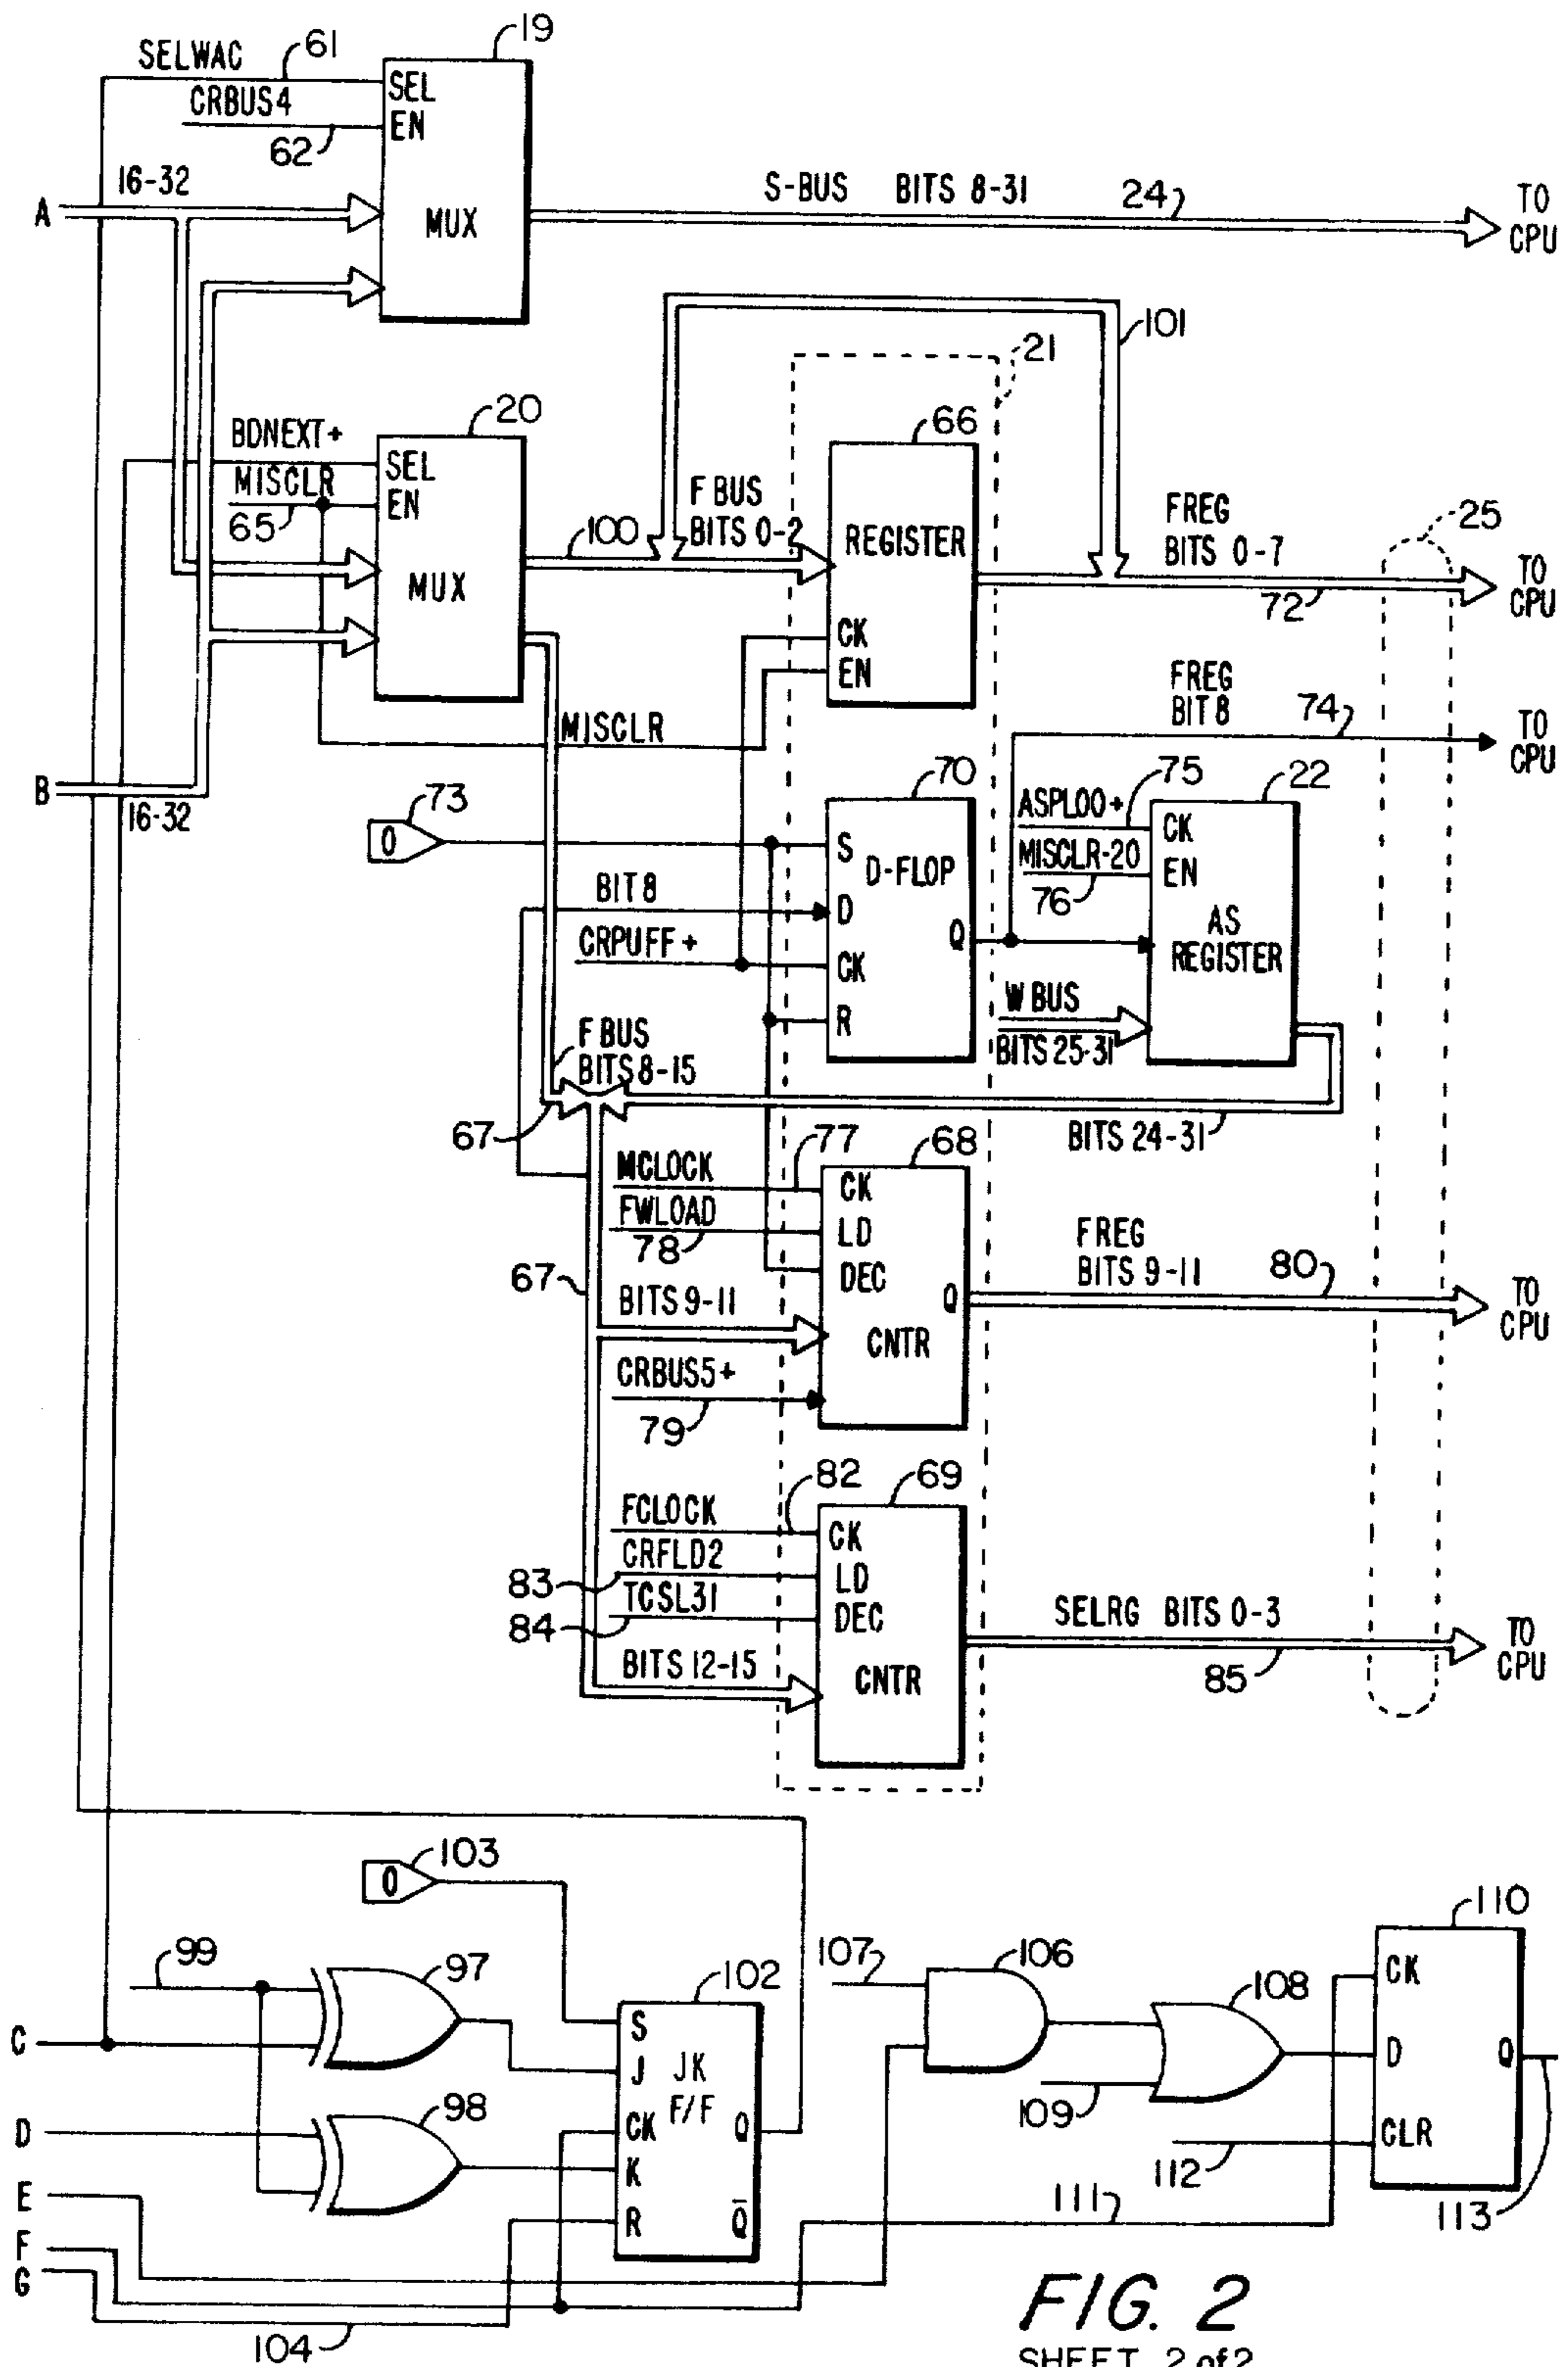 19
SELWAC
61
SEL
CRBUS4
EN
62
16-32
A
MUX
S-BUS BITS 8-31
24
TO
CPU
101
21
20
BDNEXT+
SEL
MISCLR
EN
65
66
F BUS
BITS 0-2
100
REGISTER
FREG
BITS 0-7
25
MUX
72
TO
CPU
CK
EN
FREG
BIT 8
74
MISCLR
TO
CPU
B
16-32
73
0
70
75
22
ASPL00+
CK
MISCLR-20
EN
76
S
D-FLOP
BIT 8
D
AS
REGISTER
CRPUFF+
CK
Q
R
W BUS
BITS 25-31
F BUS
BITS 8-15
67
BITS 24-31
77
68
MCLOCK
CK
FWLOAD
LD
78
DEC
67
BITS 9-11
Q
FREG
BITS 9-11
80
TO
CPU
CNTR
CRBUS5+
79
82
69
FCLOCK
CK
CRFLD2
LD
83
TCSL31
DEC
84
SELRG BITS 0-3
BITS 12-15
CNTR
85
TO
CPU
103
0
99
97
102
107
106
110
CK
108
C
S
J
JK
F/F
D
Q
109
D
98
CK
Q
K
112
CLR
E
R
Q̅
111
113
F
G
104
FIG. 2
SHEET 2 of 2